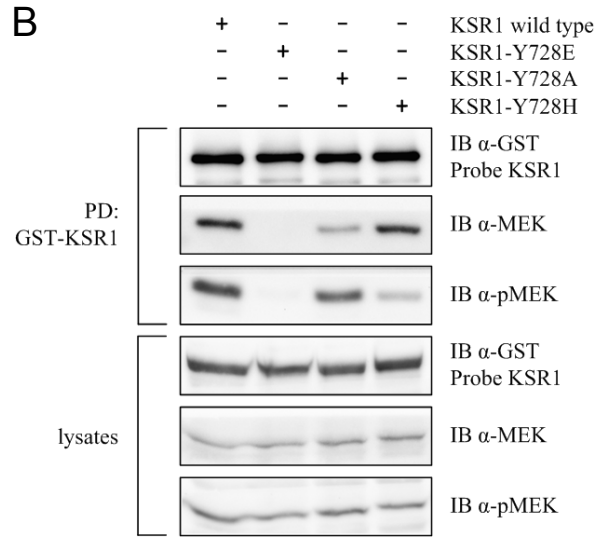 B
+ – – – KSR1 wild type
– + – – KSR1-Y728E
– – + – KSR1-Y728A
– – – + KSR1-Y728H
PD:
GST-KSR1
IB α-GST
Probe KSR1
IB α-MEK
IB α-pMEK
lysates
IB α-GST
Probe KSR1
IB α-MEK
IB α-pMEK